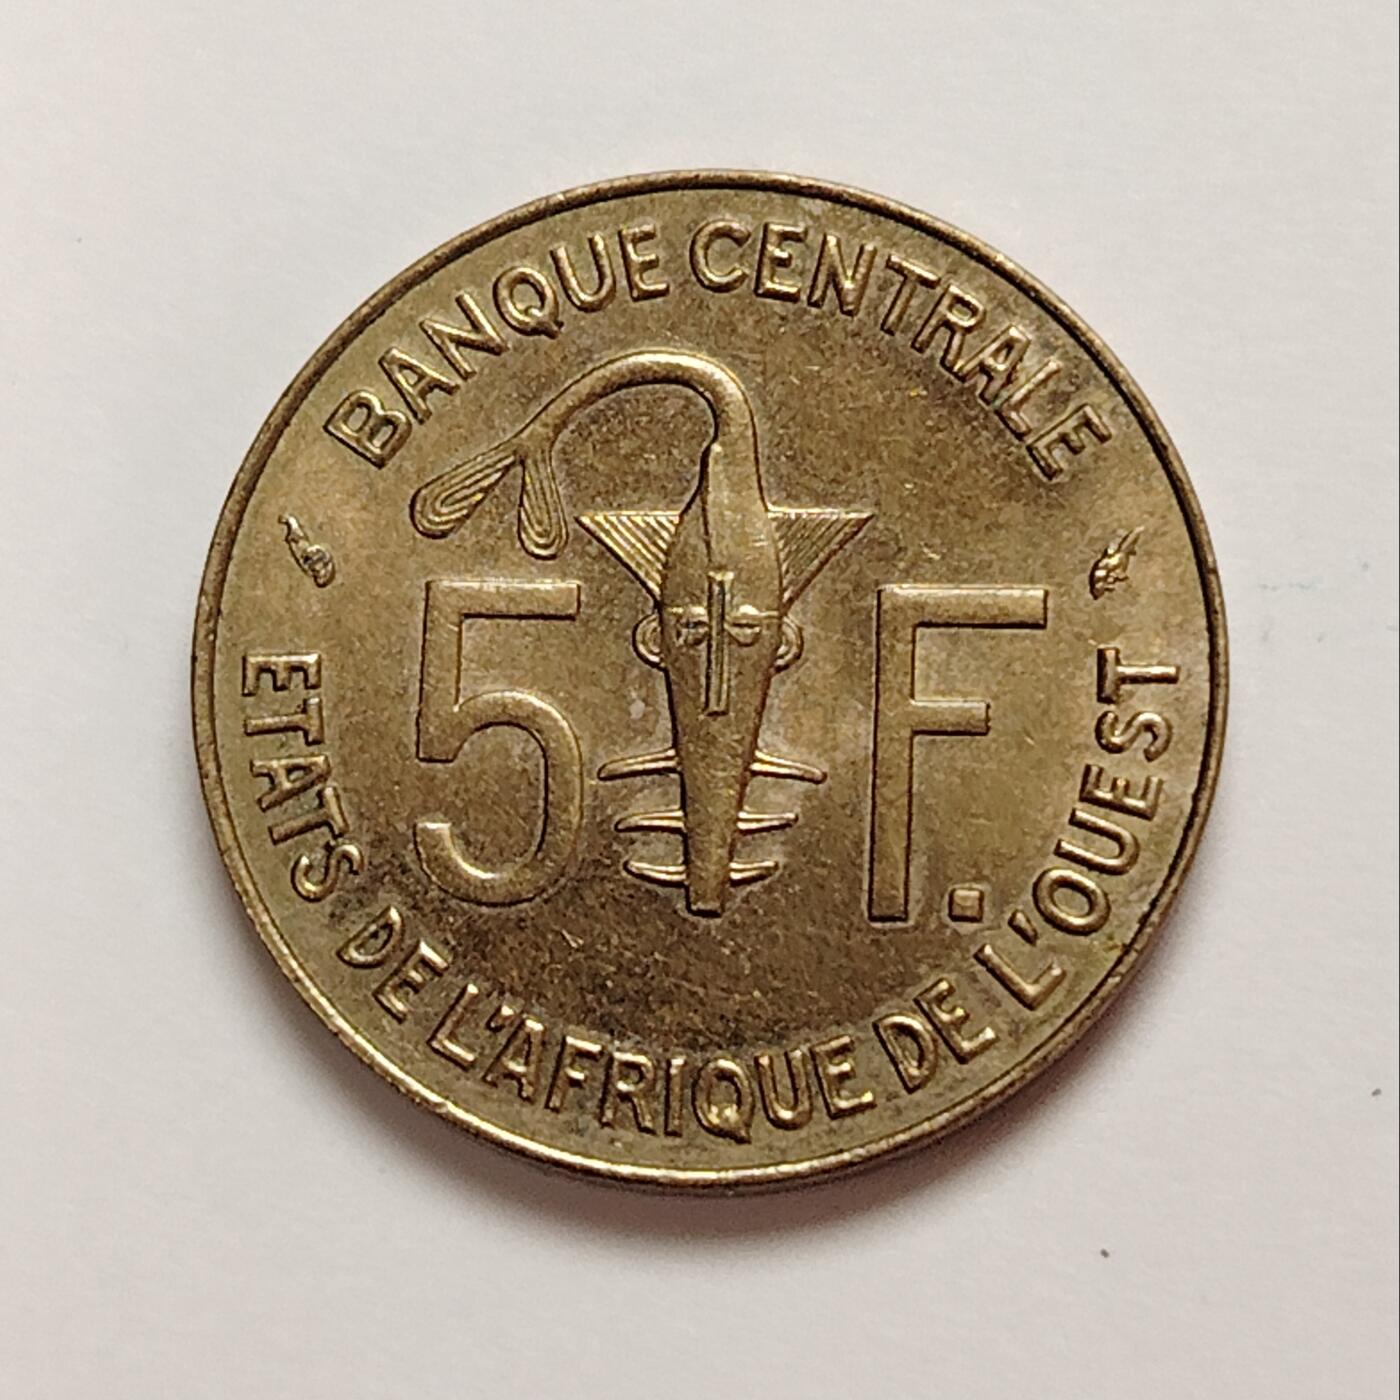 BANQUE CENTRALE
5 F.
ETATS DE L'AFRIQUE DE L'OUEST